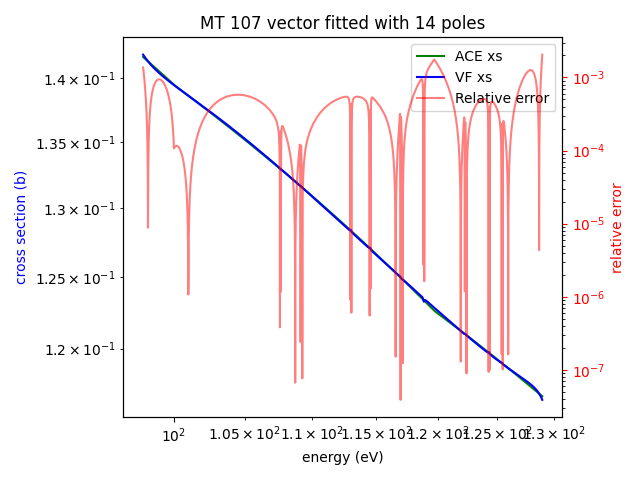 MT 107 vector fitted with 14 poles
ACE xs
VF xs
Relative error
cross section (b)
1.4 × 10⁻¹
1.35 × 10⁻¹
1.3 × 10⁻¹
1.25 × 10⁻¹
1.2 × 10⁻¹
10⁻³
10⁻⁴
10⁻⁵
10⁻⁶
10⁻⁷
relative error
10² 1.05 × 10² 1.1 × 10² 1.15 × 10² 1.2 × 10² 1.25 × 10² 1.3 × 10²
energy (eV)